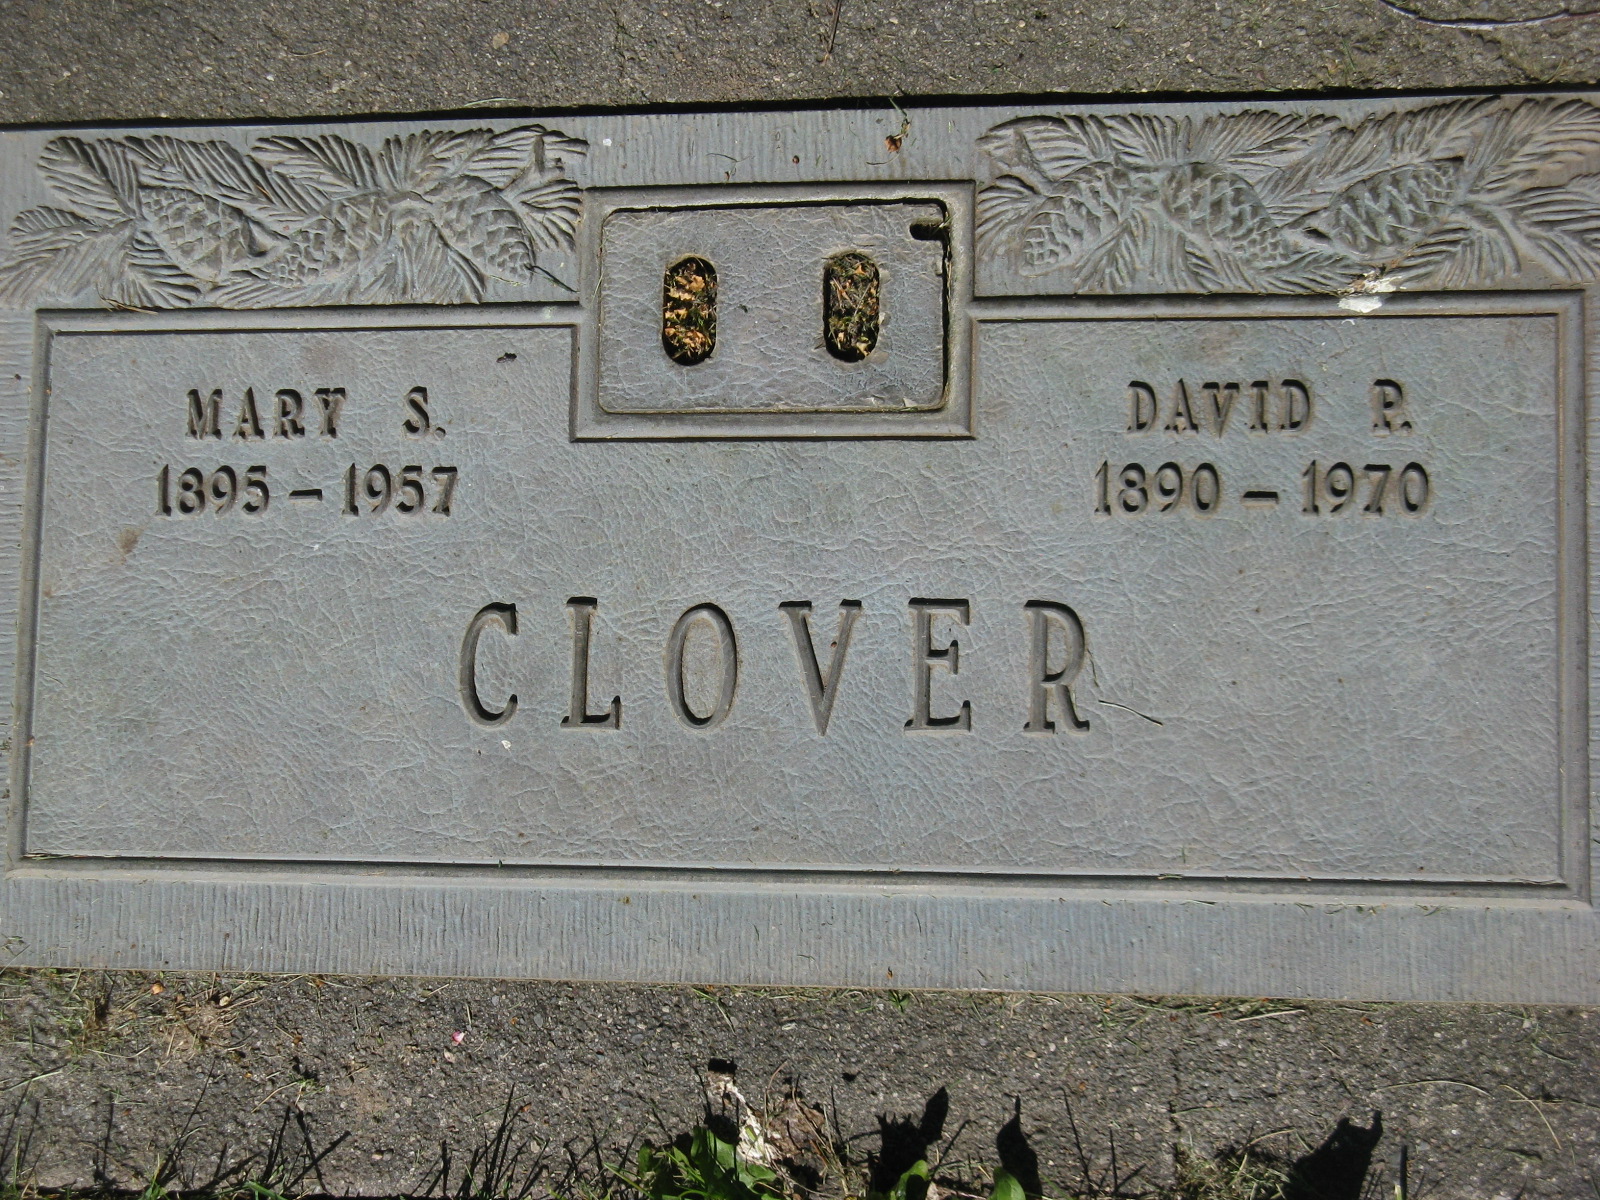 MARY S.
1895 – 1957
DAVID P.
1890 – 1970
CLOVER